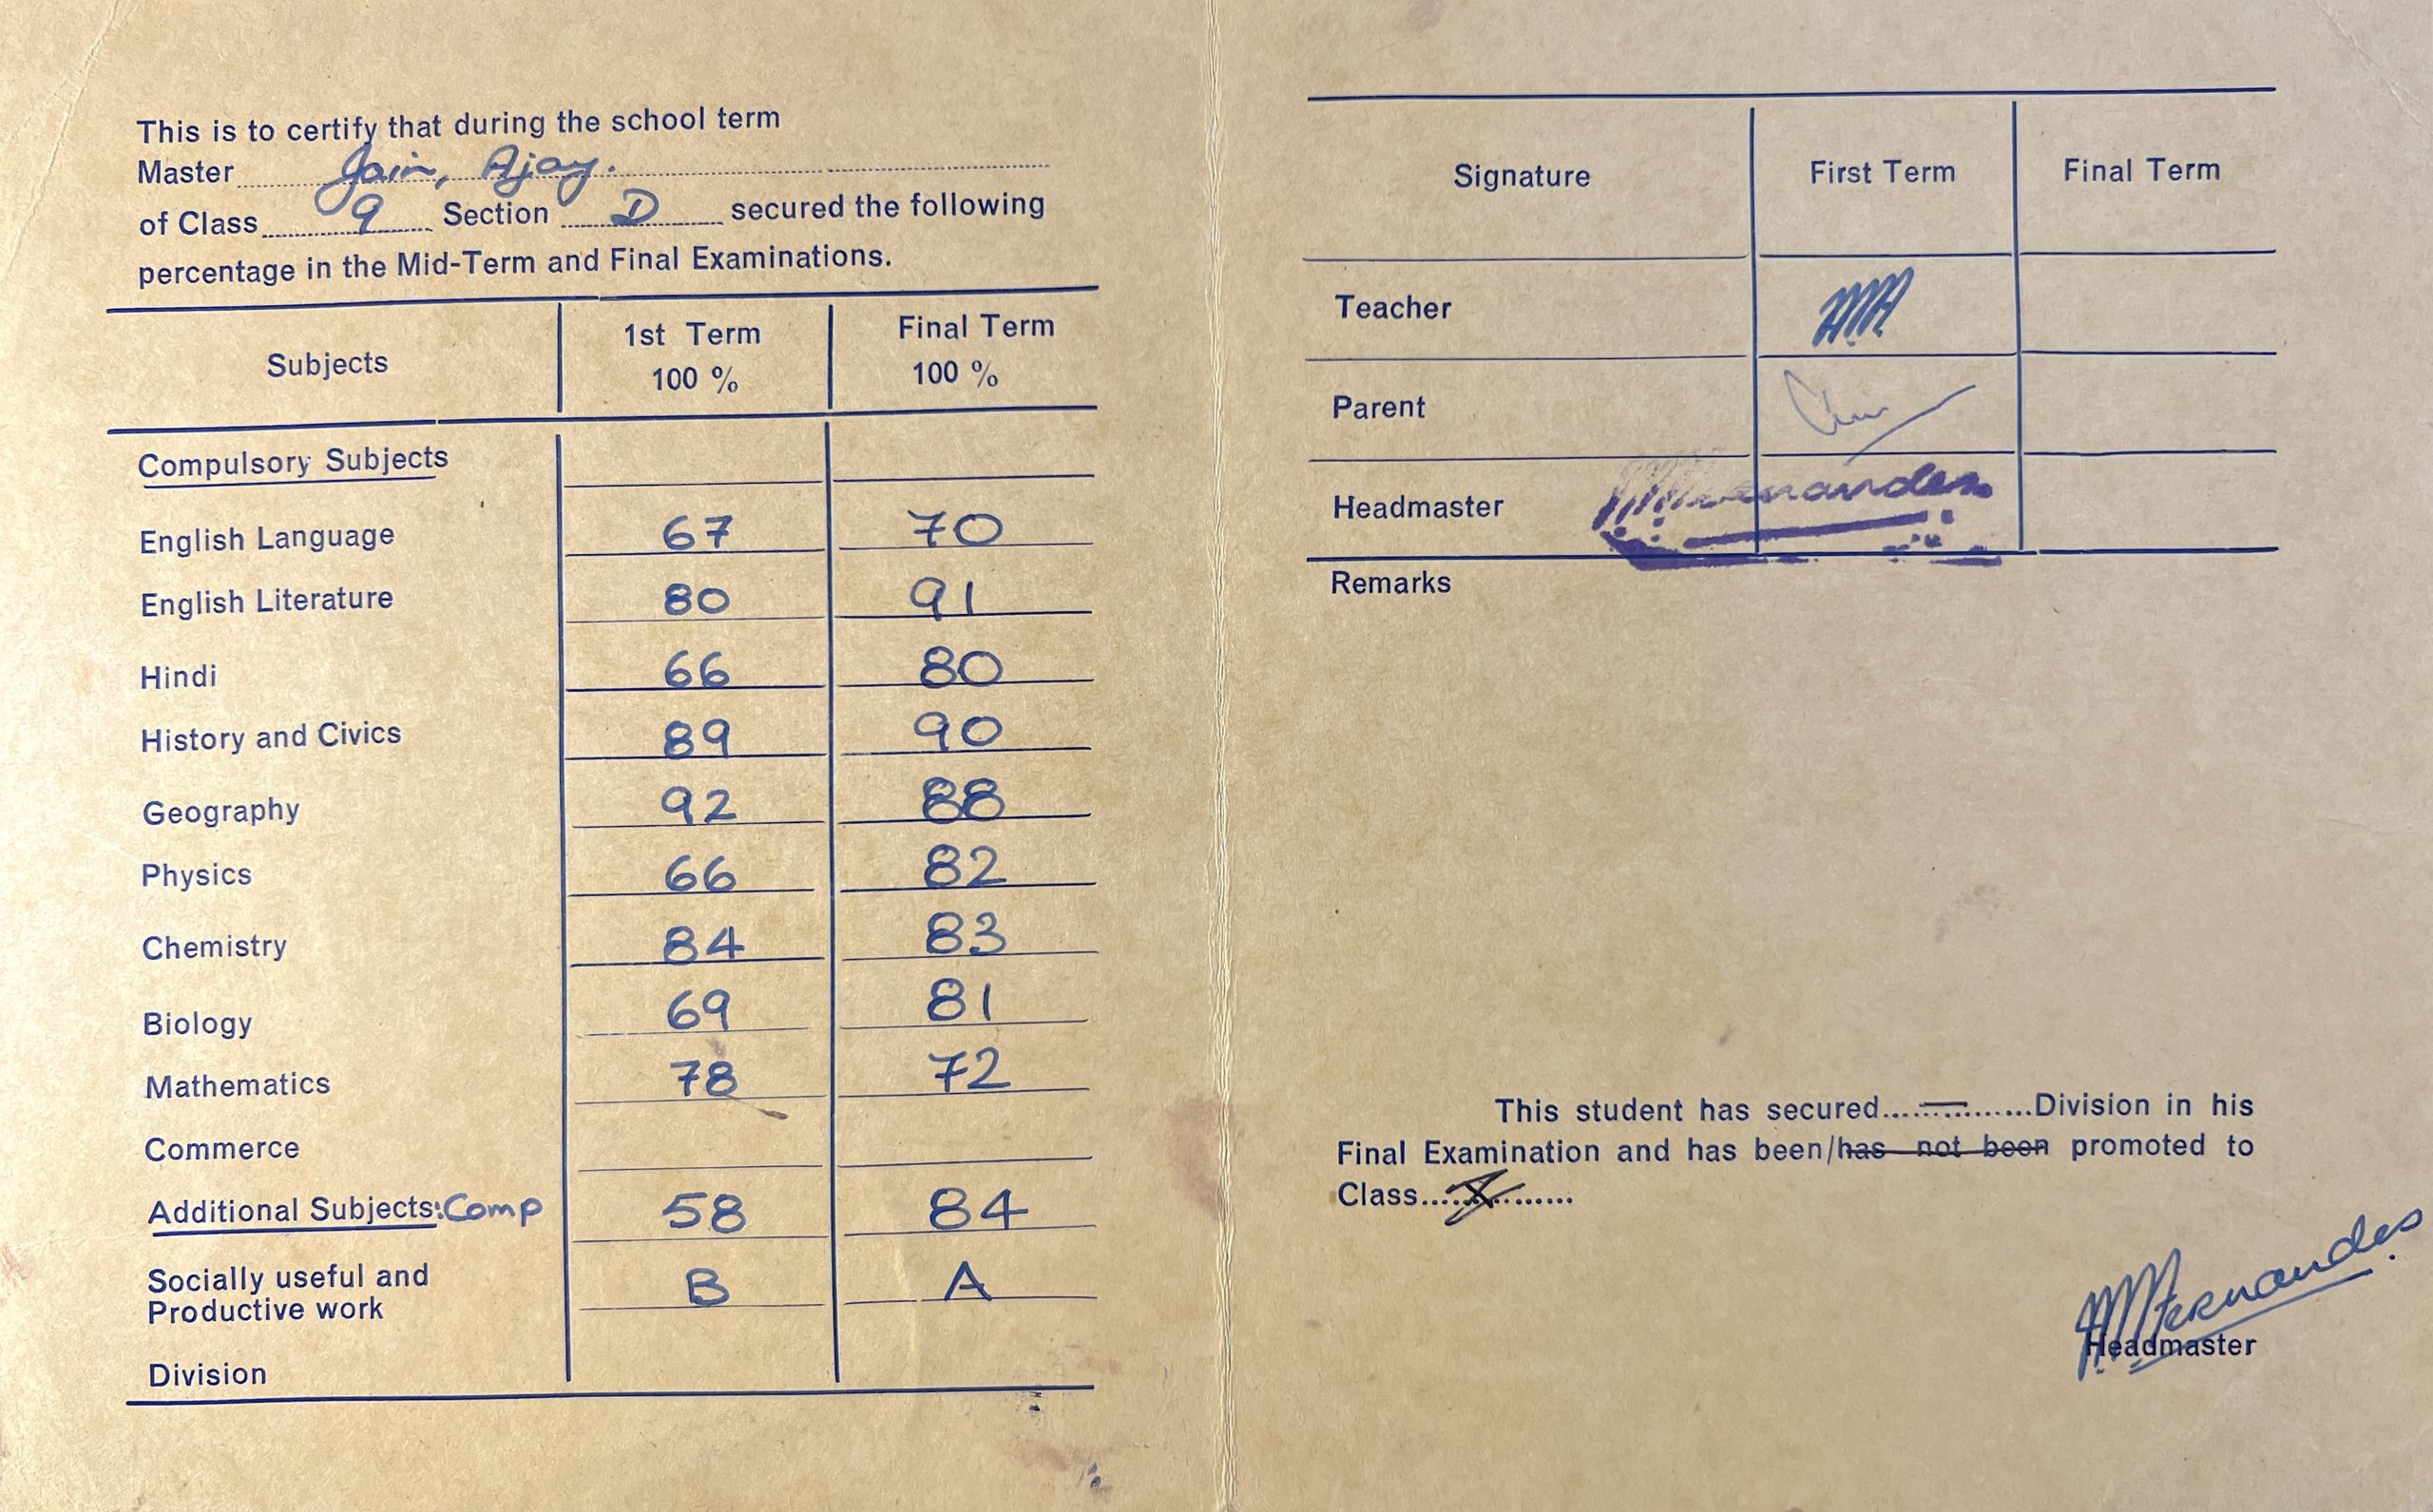 This is to certify that during the school term
Master Jain, Ajay.
of Class 9 Section D secured the following
percentage in the Mid-Term and Final Examinations.
Subjects 1st Term 100 % Final Term 100 %
Compulsory Subjects
English Language 67 70
English Literature 80 91
Hindi 66 80
History and Civics 89 90
Geography 92 88
Physics 66 82
Chemistry 84 83
Biology 69 81
Mathematics 78 72
Commerce
Additional Subjects: Comp 58 84
Socially useful and
Productive work B A
Division
Signature First Term Final Term
Teacher
Parent
Headmaster
Remarks
This student has secured.....—.......Division in his
Final Examination and has been/has not been promoted to
Class.....X.......
Fernandes
Headmaster